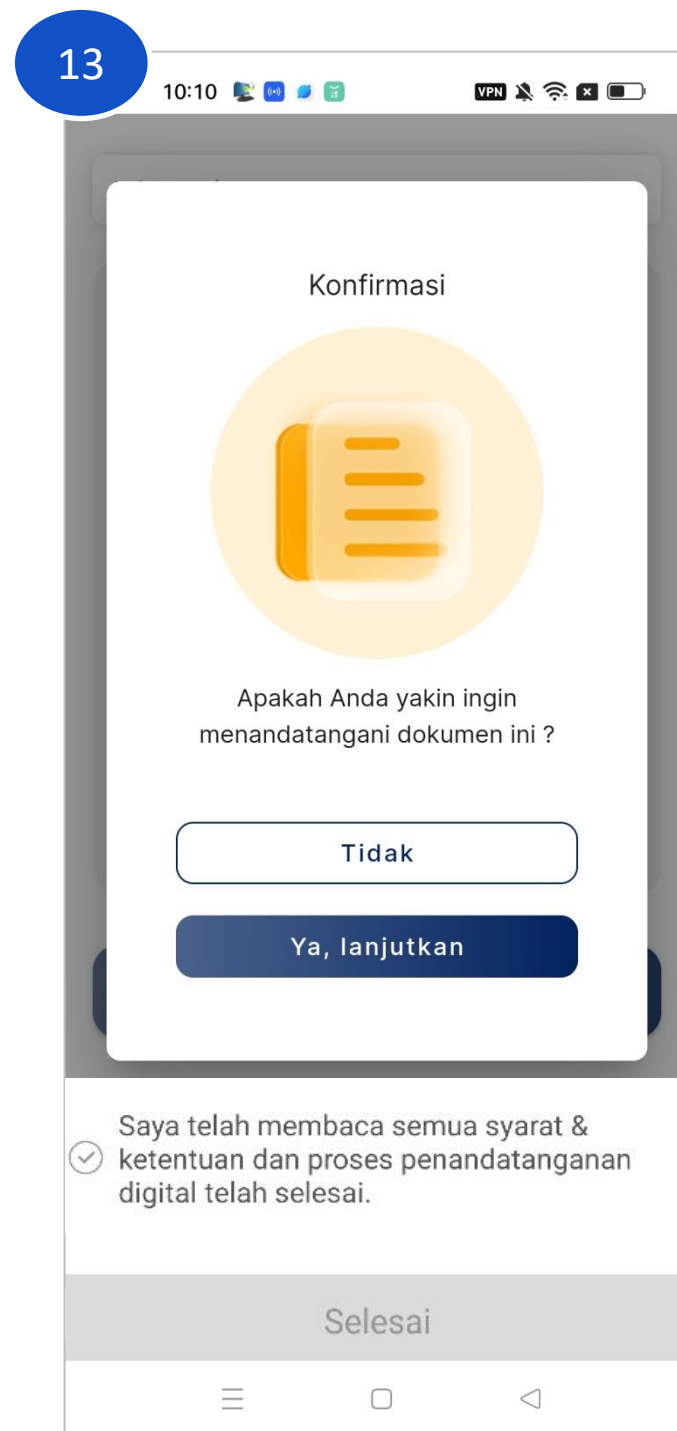 13
10:10
VPN
Konfirmasi
Apakah Anda yakin ingin
menandatangani dokumen ini ?
Tidak
Ya, lanjutkan
Saya telah membaca semua syarat &
ketentuan dan proses penandatanganan
digital telah selesai.
Selesai